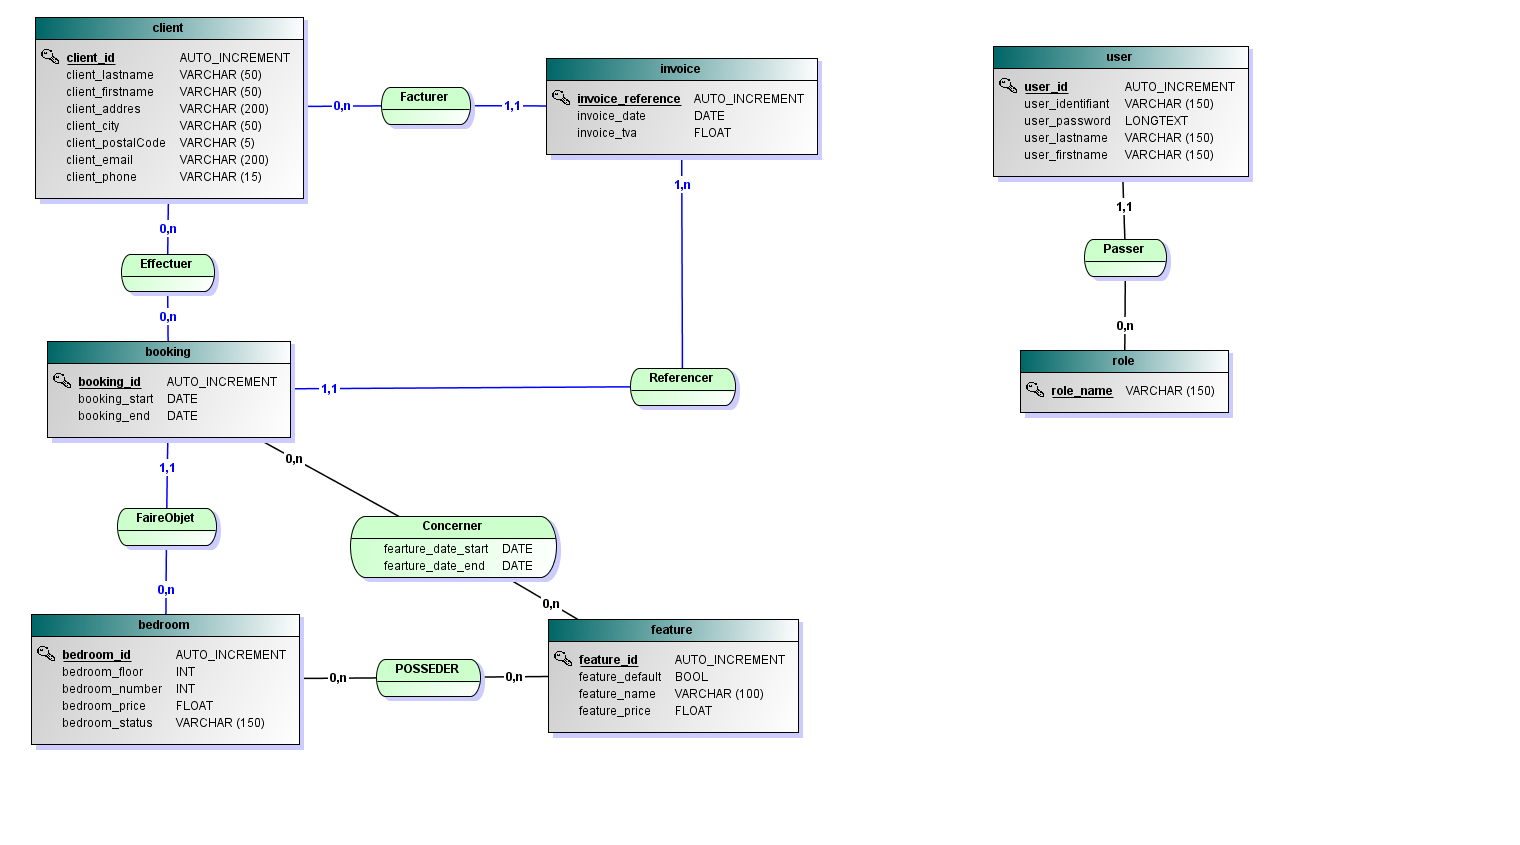 client
client_id AUTO_INCREMENT
client_lastname VARCHAR (50)
client_firstname VARCHAR (50)
client_addres VARCHAR (200)
client_city VARCHAR (50)
client_postalCode VARCHAR (5)
client_email VARCHAR (200)
client_phone VARCHAR (15)
0,n
Facturer
1,1
invoice
invoice_reference AUTO_INCREMENT
invoice_date DATE
invoice_tva FLOAT
user
user_id AUTO_INCREMENT
user_identifiant VARCHAR (150)
user_password LONGTEXT
user_lastname VARCHAR (150)
user_firstname VARCHAR (150)
1,1
Passer
0,n
role
role_name VARCHAR (150)
0,n
Effectuer
0,n
1,n
Referencer
1,1
booking
booking_id AUTO_INCREMENT
booking_start DATE
booking_end DATE
1,1
FaireObjet
0,n
0,n
Concerner
fearture_date_start DATE
fearture_date_end DATE
0,n
bedroom
bedroom_id AUTO_INCREMENT
bedroom_floor INT
bedroom_number INT
bedroom_price FLOAT
bedroom_status VARCHAR (150)
0,n
POSSEDER
0,n
feature
feature_id AUTO_INCREMENT
feature_default BOOL
feature_name VARCHAR (100)
feature_price FLOAT